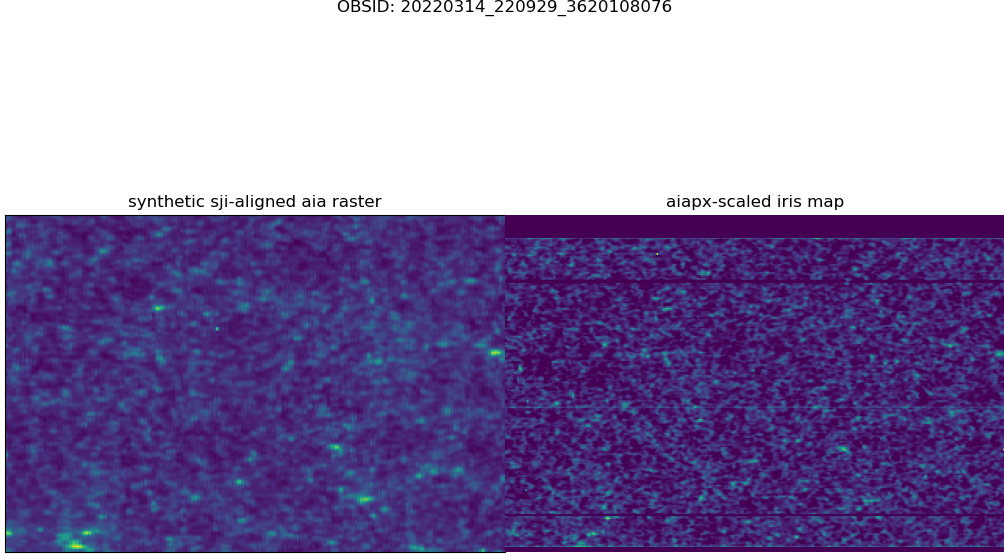 OBSID: 20220314_220929_3620108076
synthetic sji-aligned aia raster
aiapx-scaled iris map